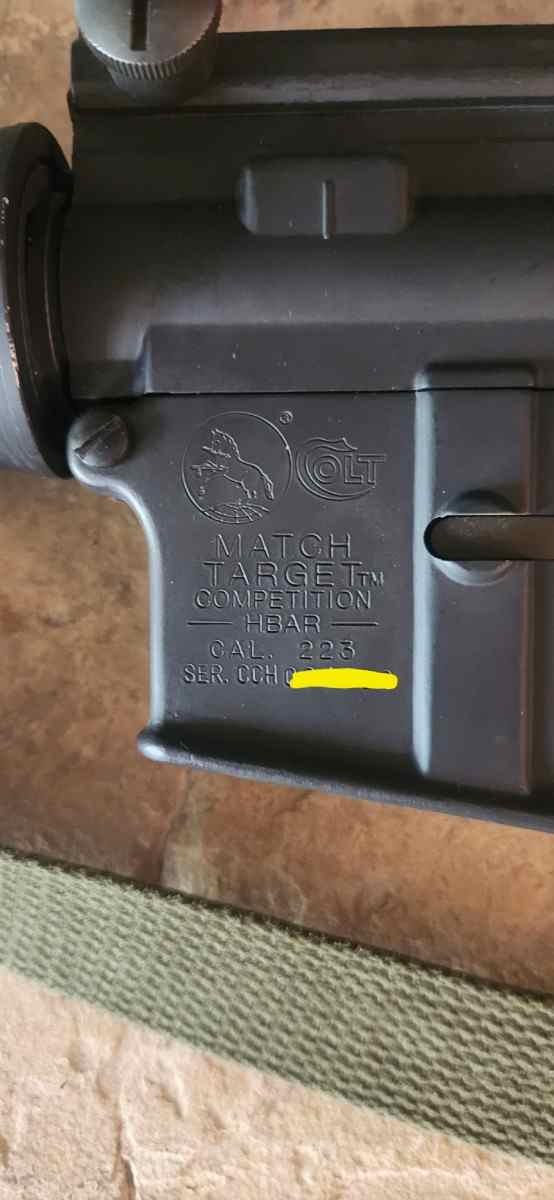 ®
COLT
MATCH
TARGET™
COMPETITION
— HBAR —
CAL. 223
SER. CCH